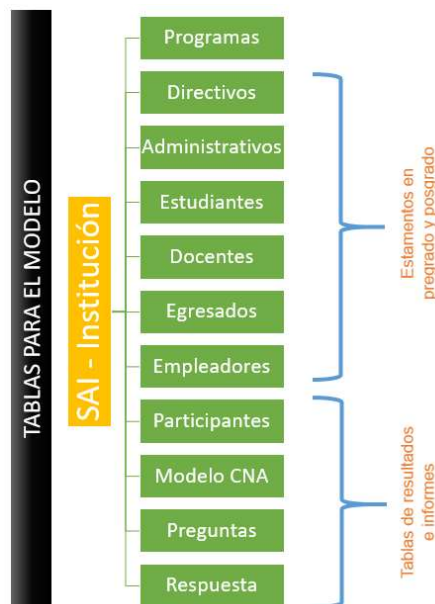 TABLAS PARA EL MODELO
SAI - Institución
Programas
Directivos
Administrativos
Estudiantes
Docentes
Egresados
Empleadores
Participantes
Modelo CNA
Preguntas
Respuesta
Estamentos en
pregrado y posgrado
Tablas de resultados
e informes